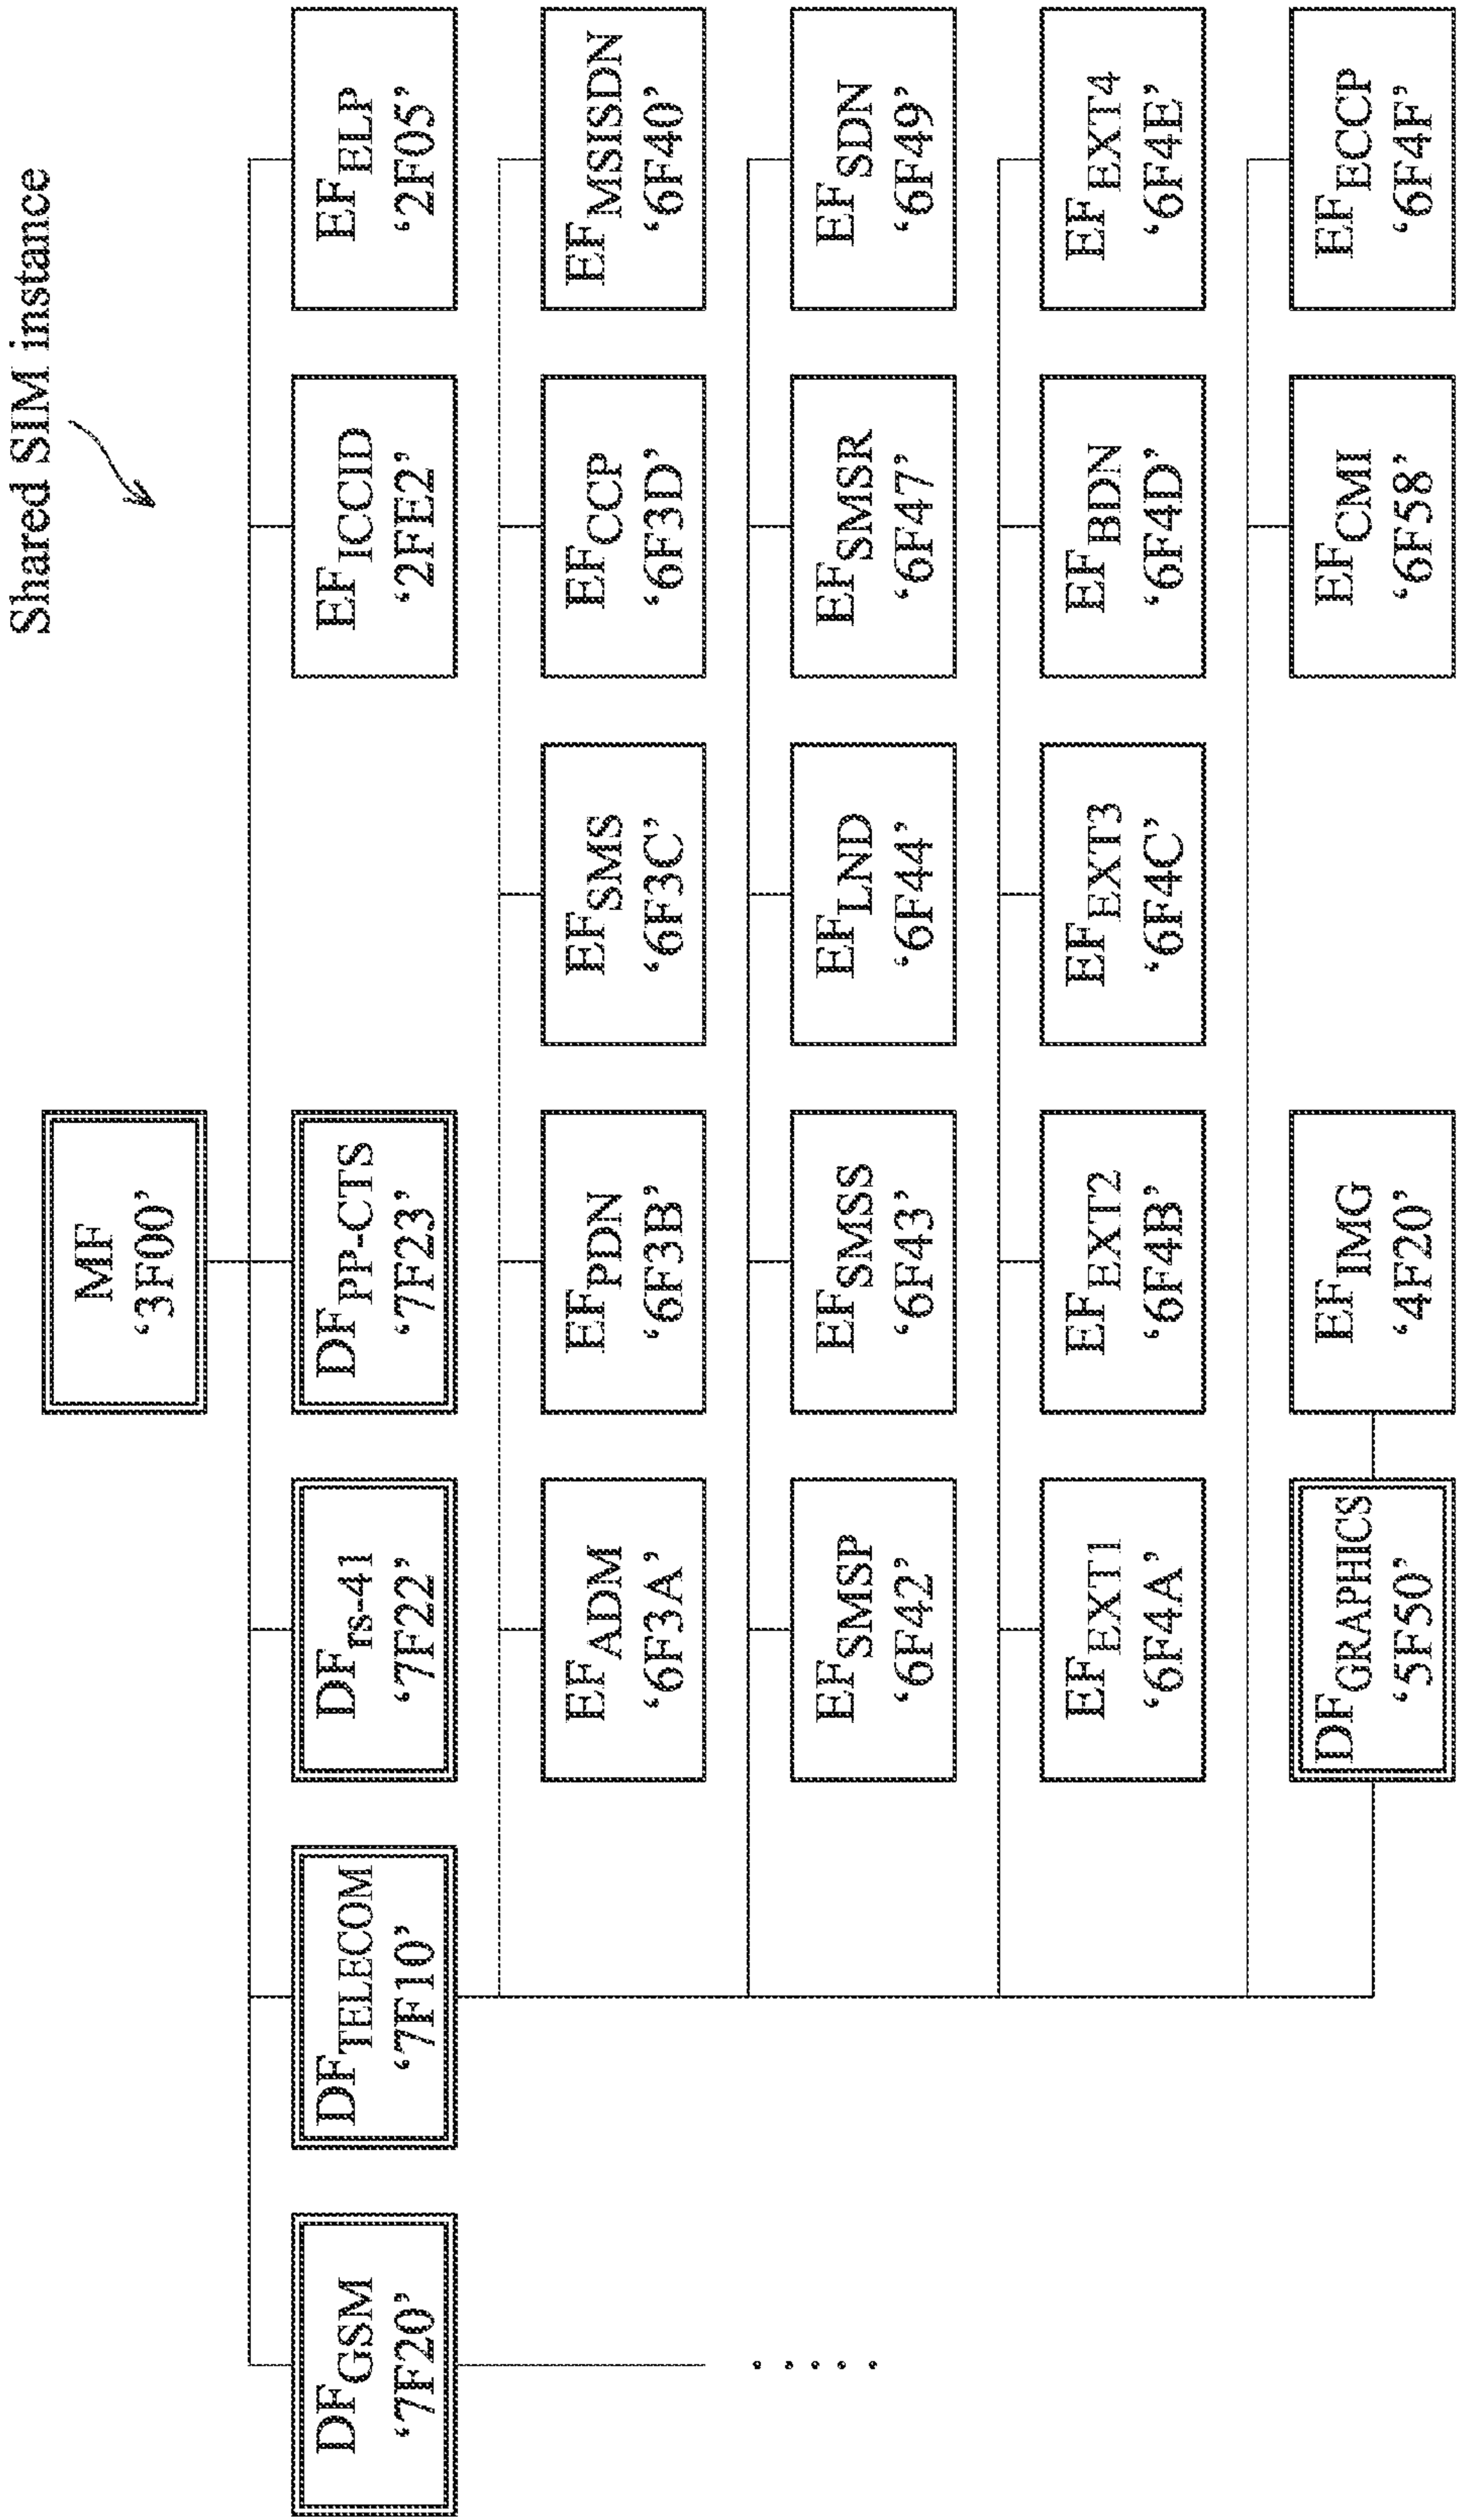 Shared SIM instance
MF
‘3F00’
DFGSM
‘7F20’
DFTELECOM
‘7F10’
DFrs-41
‘7F22’
DFPP-CTS
‘7F23’
EFICCID
‘2FE2’
EFELP
‘2F05’
EFADM
‘6F3A’
EFPDN
‘6F3B’
EFSMS
‘6F3C’
EFCCP
‘6F3D’
EFMSISDN
‘6F40’
EFSMSP
‘6F42’
EFSMSS
‘6F43’
EFLND
‘6F44’
EFSMSR
‘6F47’
EFSDN
‘6F49’
EFEXT1
‘6F4A’
EFEXT2
‘6F4B’
EFEXT3
‘6F4C’
EFBDN
‘6F4D’
EFEXT4
‘6F4E’
DFGRAPHICS
‘5F50’
EFIMG
‘4F20’
EFCMI
‘6F58’
EFECCP
‘6F4F’